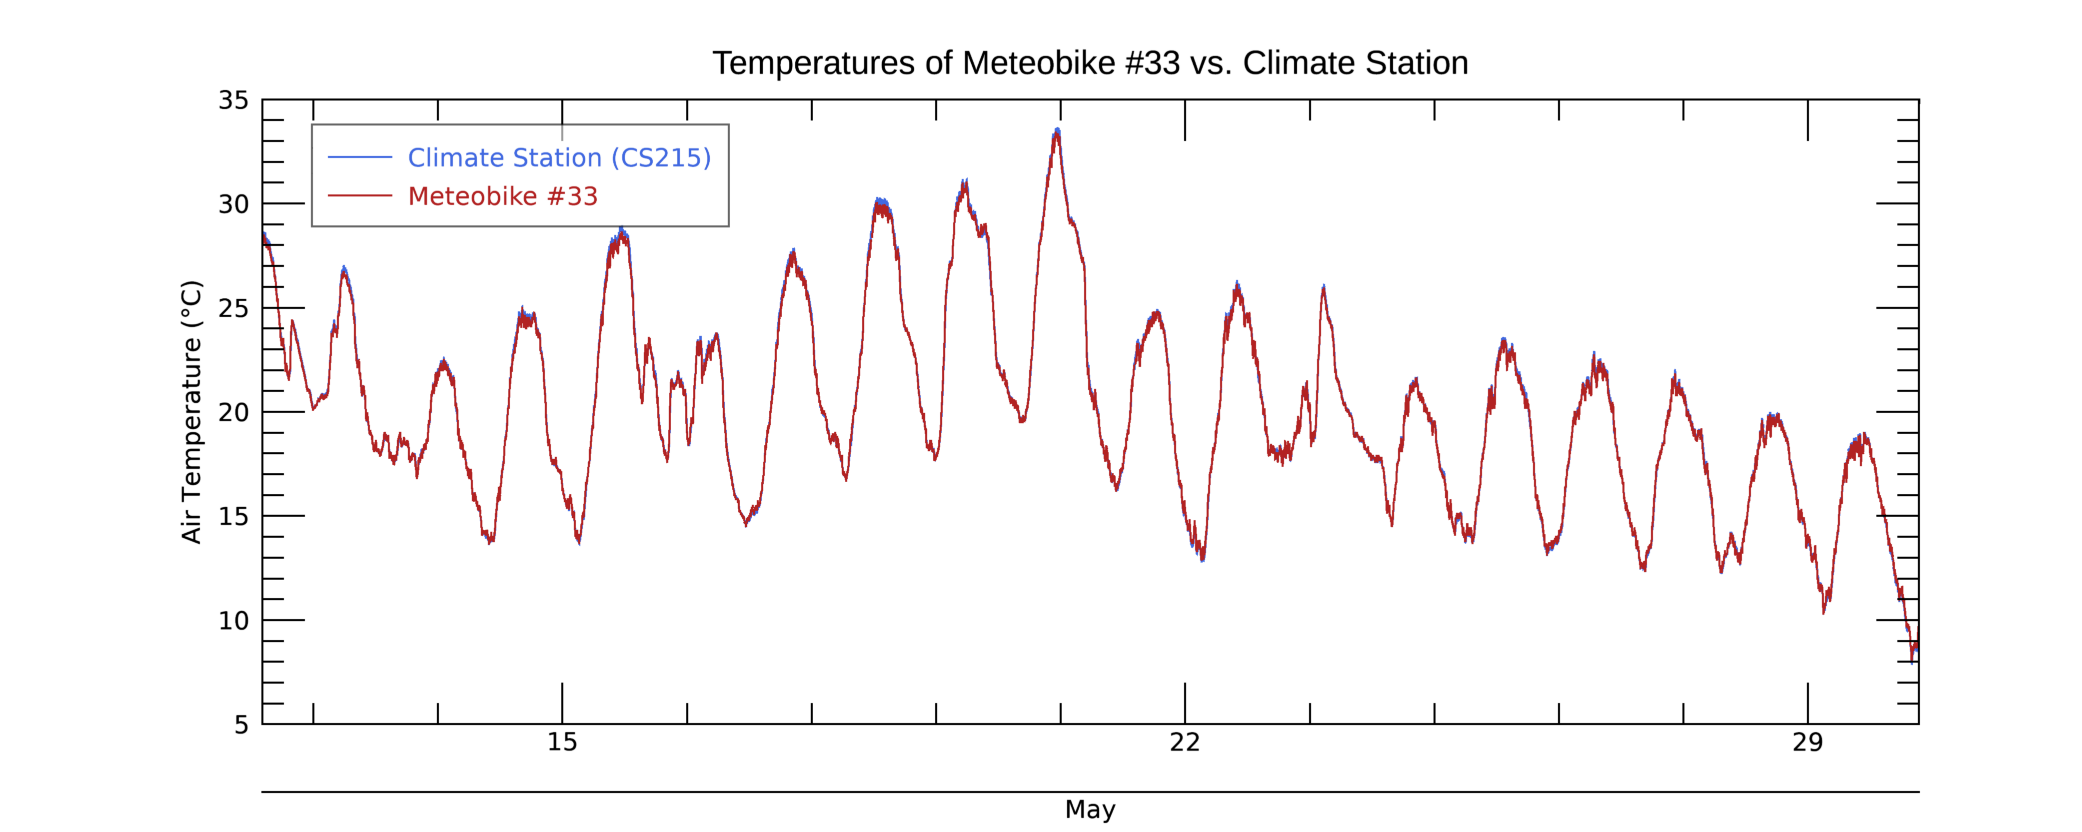 Temperatures of Meteobike #33 vs. Climate Station
35
30
25
20
15
10
5
Air Temperature (°C)
Climate Station (CS215)
Meteobike #33
15 22 29
May